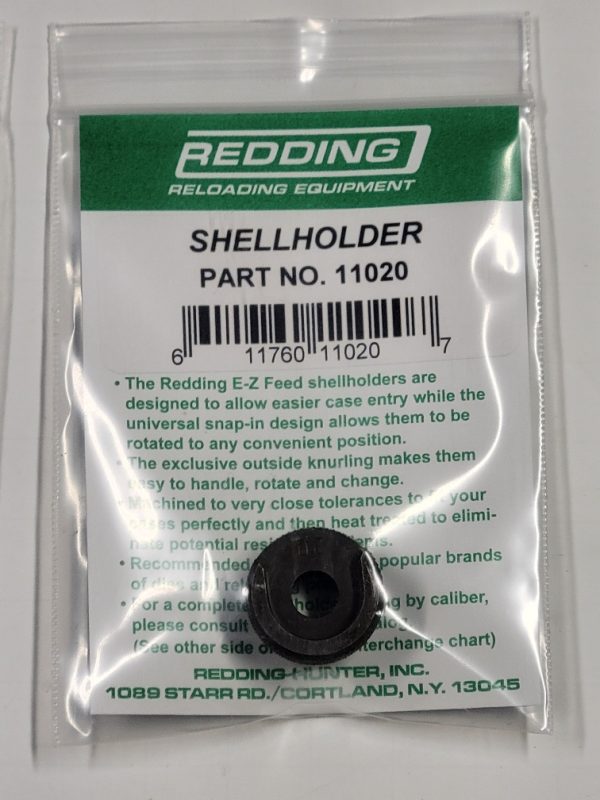 REDDING
RELOADING EQUIPMENT
SHELLHOLDER
PART NO. 11020
6 11760 11020 7
• The Redding E-Z Feed shellholders are
designed to allow easier case entry while the
universal snap-in design allows them to be
rotated to any convenient position.
• The exclusive outside knurling makes them
easy to handle, rotate and change.
• Machined to very close tolerances to fit your
cases perfectly and then heat treated to elimi-
nate potential
• Recommended popular brands
of dies and
• For a complete by caliber,
please consult
(See other side interchange chart)
REDDING-HUNTER, INC.
1089 STARR RD./CORTLAND, N.Y. 13045